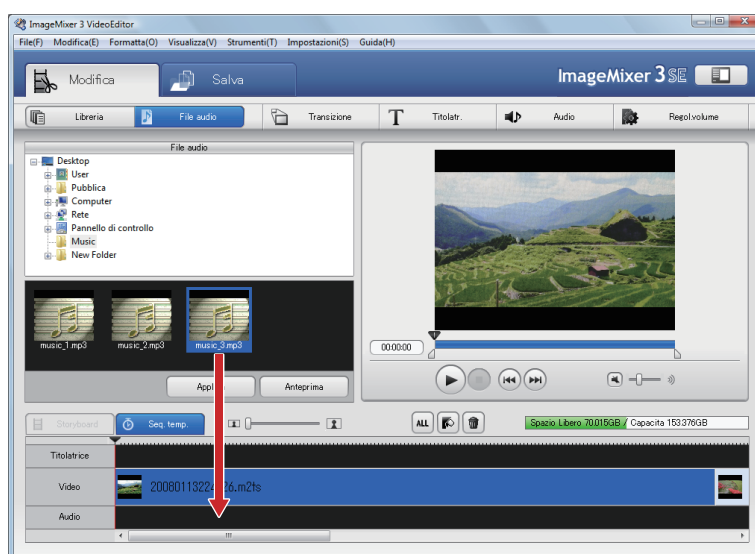 ImageMixer 3 VideoEditor
File(F) Modifica(E) Formatta(O) Visualizza(V) Strumenti(T) Impostazioni(S) Guida(H)
Modifica Salva ImageMixer 3 SE
Libreria File audio Transizione T Titolatr. Audio Regol.volume
File audio
Desktop
User
Pubblica
Computer
Rete
Pannello di controllo
Music
New Folder
music_1.mp3 music_2.mp3 music_3.mp3
00:00:00
Anteprima
Storyboard Seq. temp. ALL Spazio Libero 70.015GB / Capacita 153.376GB
Titolatrice
Video
Audio